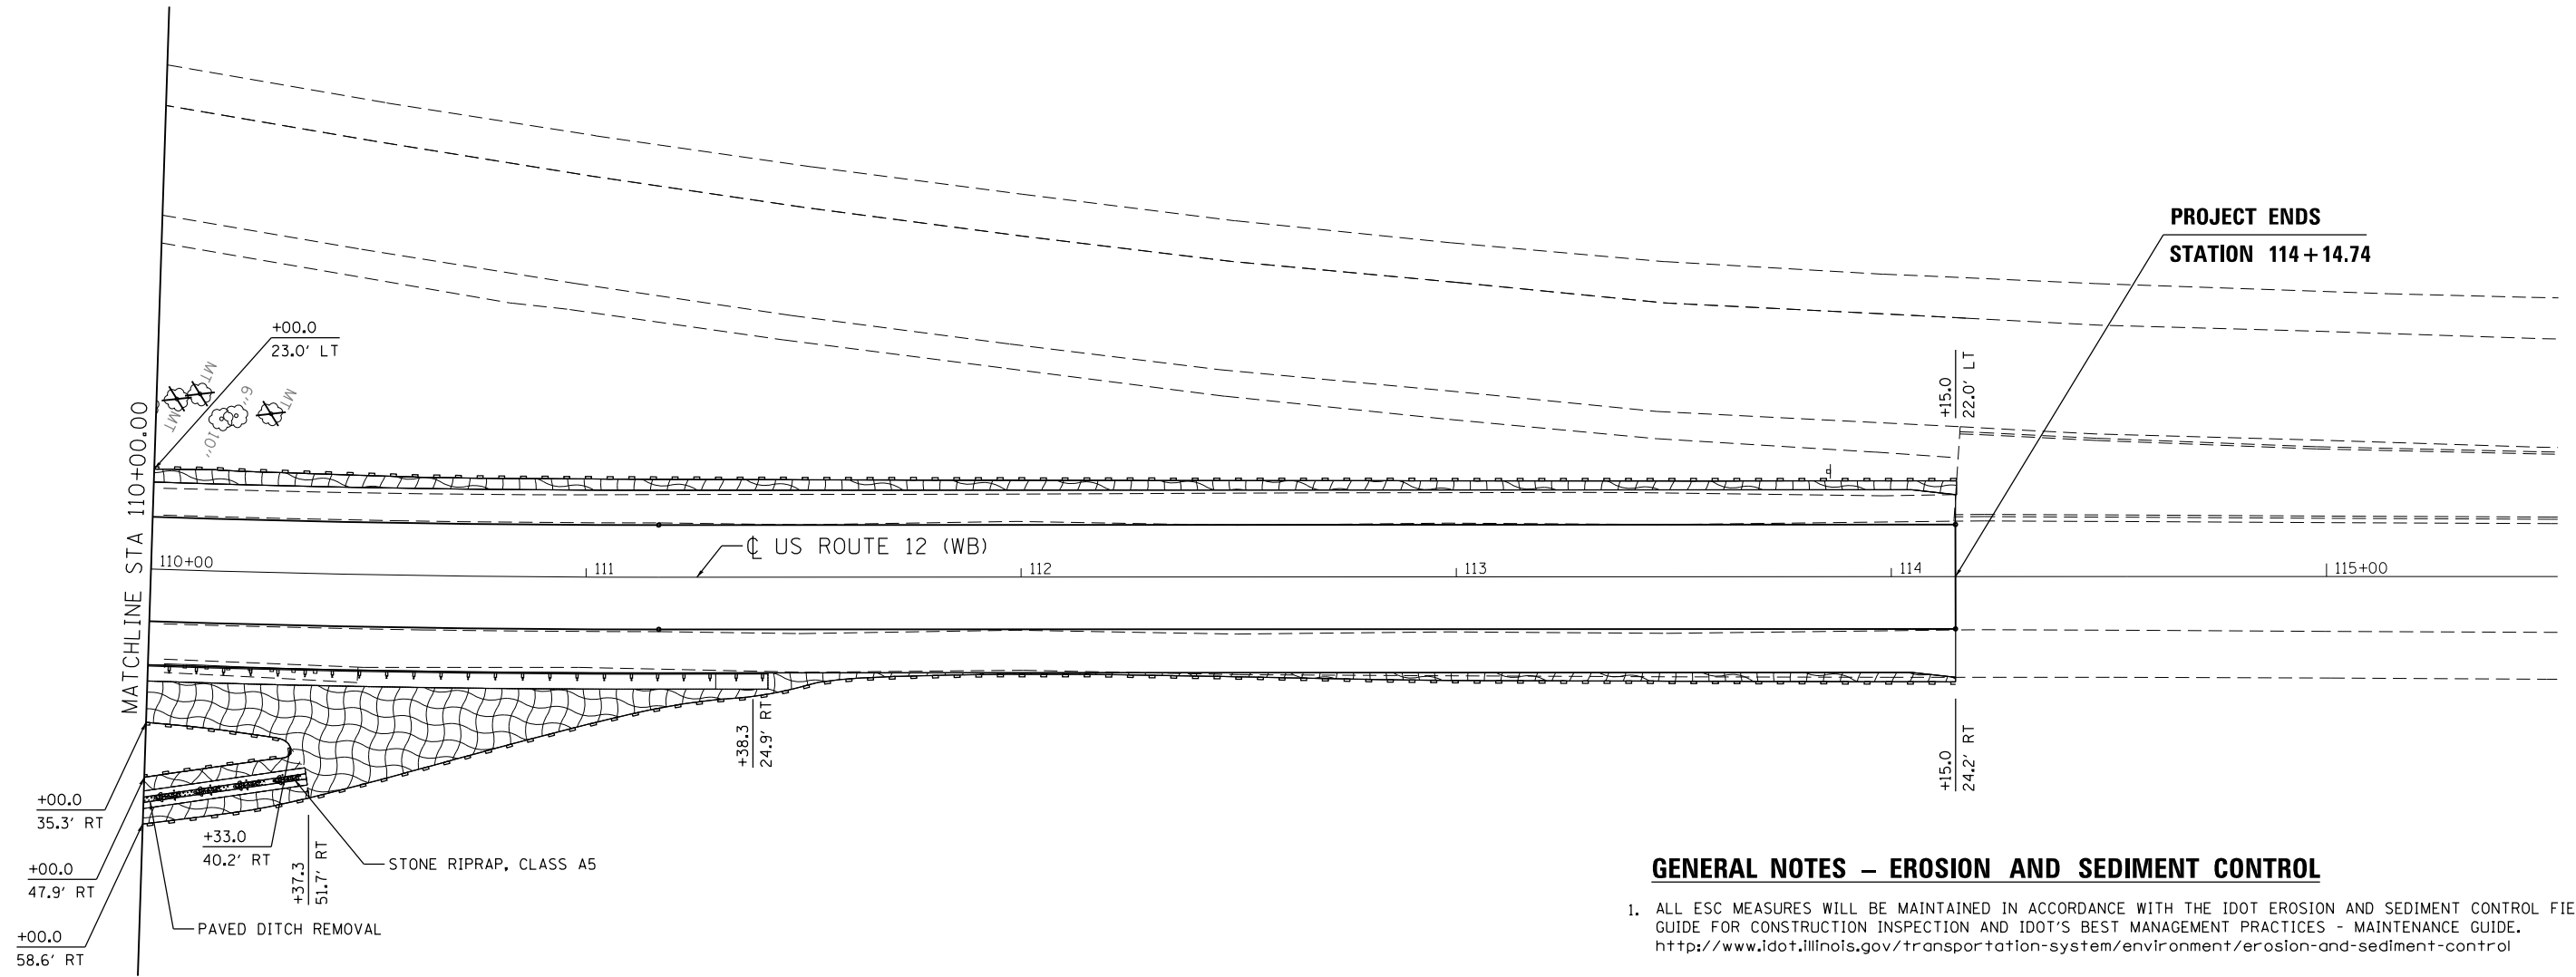 PROJECT ENDS
STATION 114+14.74
+00.0
23.0' LT
MT
6"
MT
MT
10"
+15.0
22.0' LT
MATCHLINE STA 110+00.00
℄ US ROUTE 12 (WB)
110+00
111
112
113
114
115+00
+38.3
24.9' RT
+15.0
24.2' RT
+00.0
35.3' RT
+33.0
40.2' RT
+37.3
51.7' RT
STONE RIPRAP, CLASS A5
+00.0
47.9' RT
PAVED DITCH REMOVAL
+00.0
58.6' RT
GENERAL NOTES – EROSION AND SEDIMENT CONTROL
1. ALL ESC MEASURES WILL BE MAINTAINED IN ACCORDANCE WITH THE IDOT EROSION AND SEDIMENT CONTROL FIE
GUIDE FOR CONSTRUCTION INSPECTION AND IDOT'S BEST MANAGEMENT PRACTICES - MAINTENANCE GUIDE.
http://www.idot.illinois.gov/transportation-system/environment/erosion-and-sediment-control